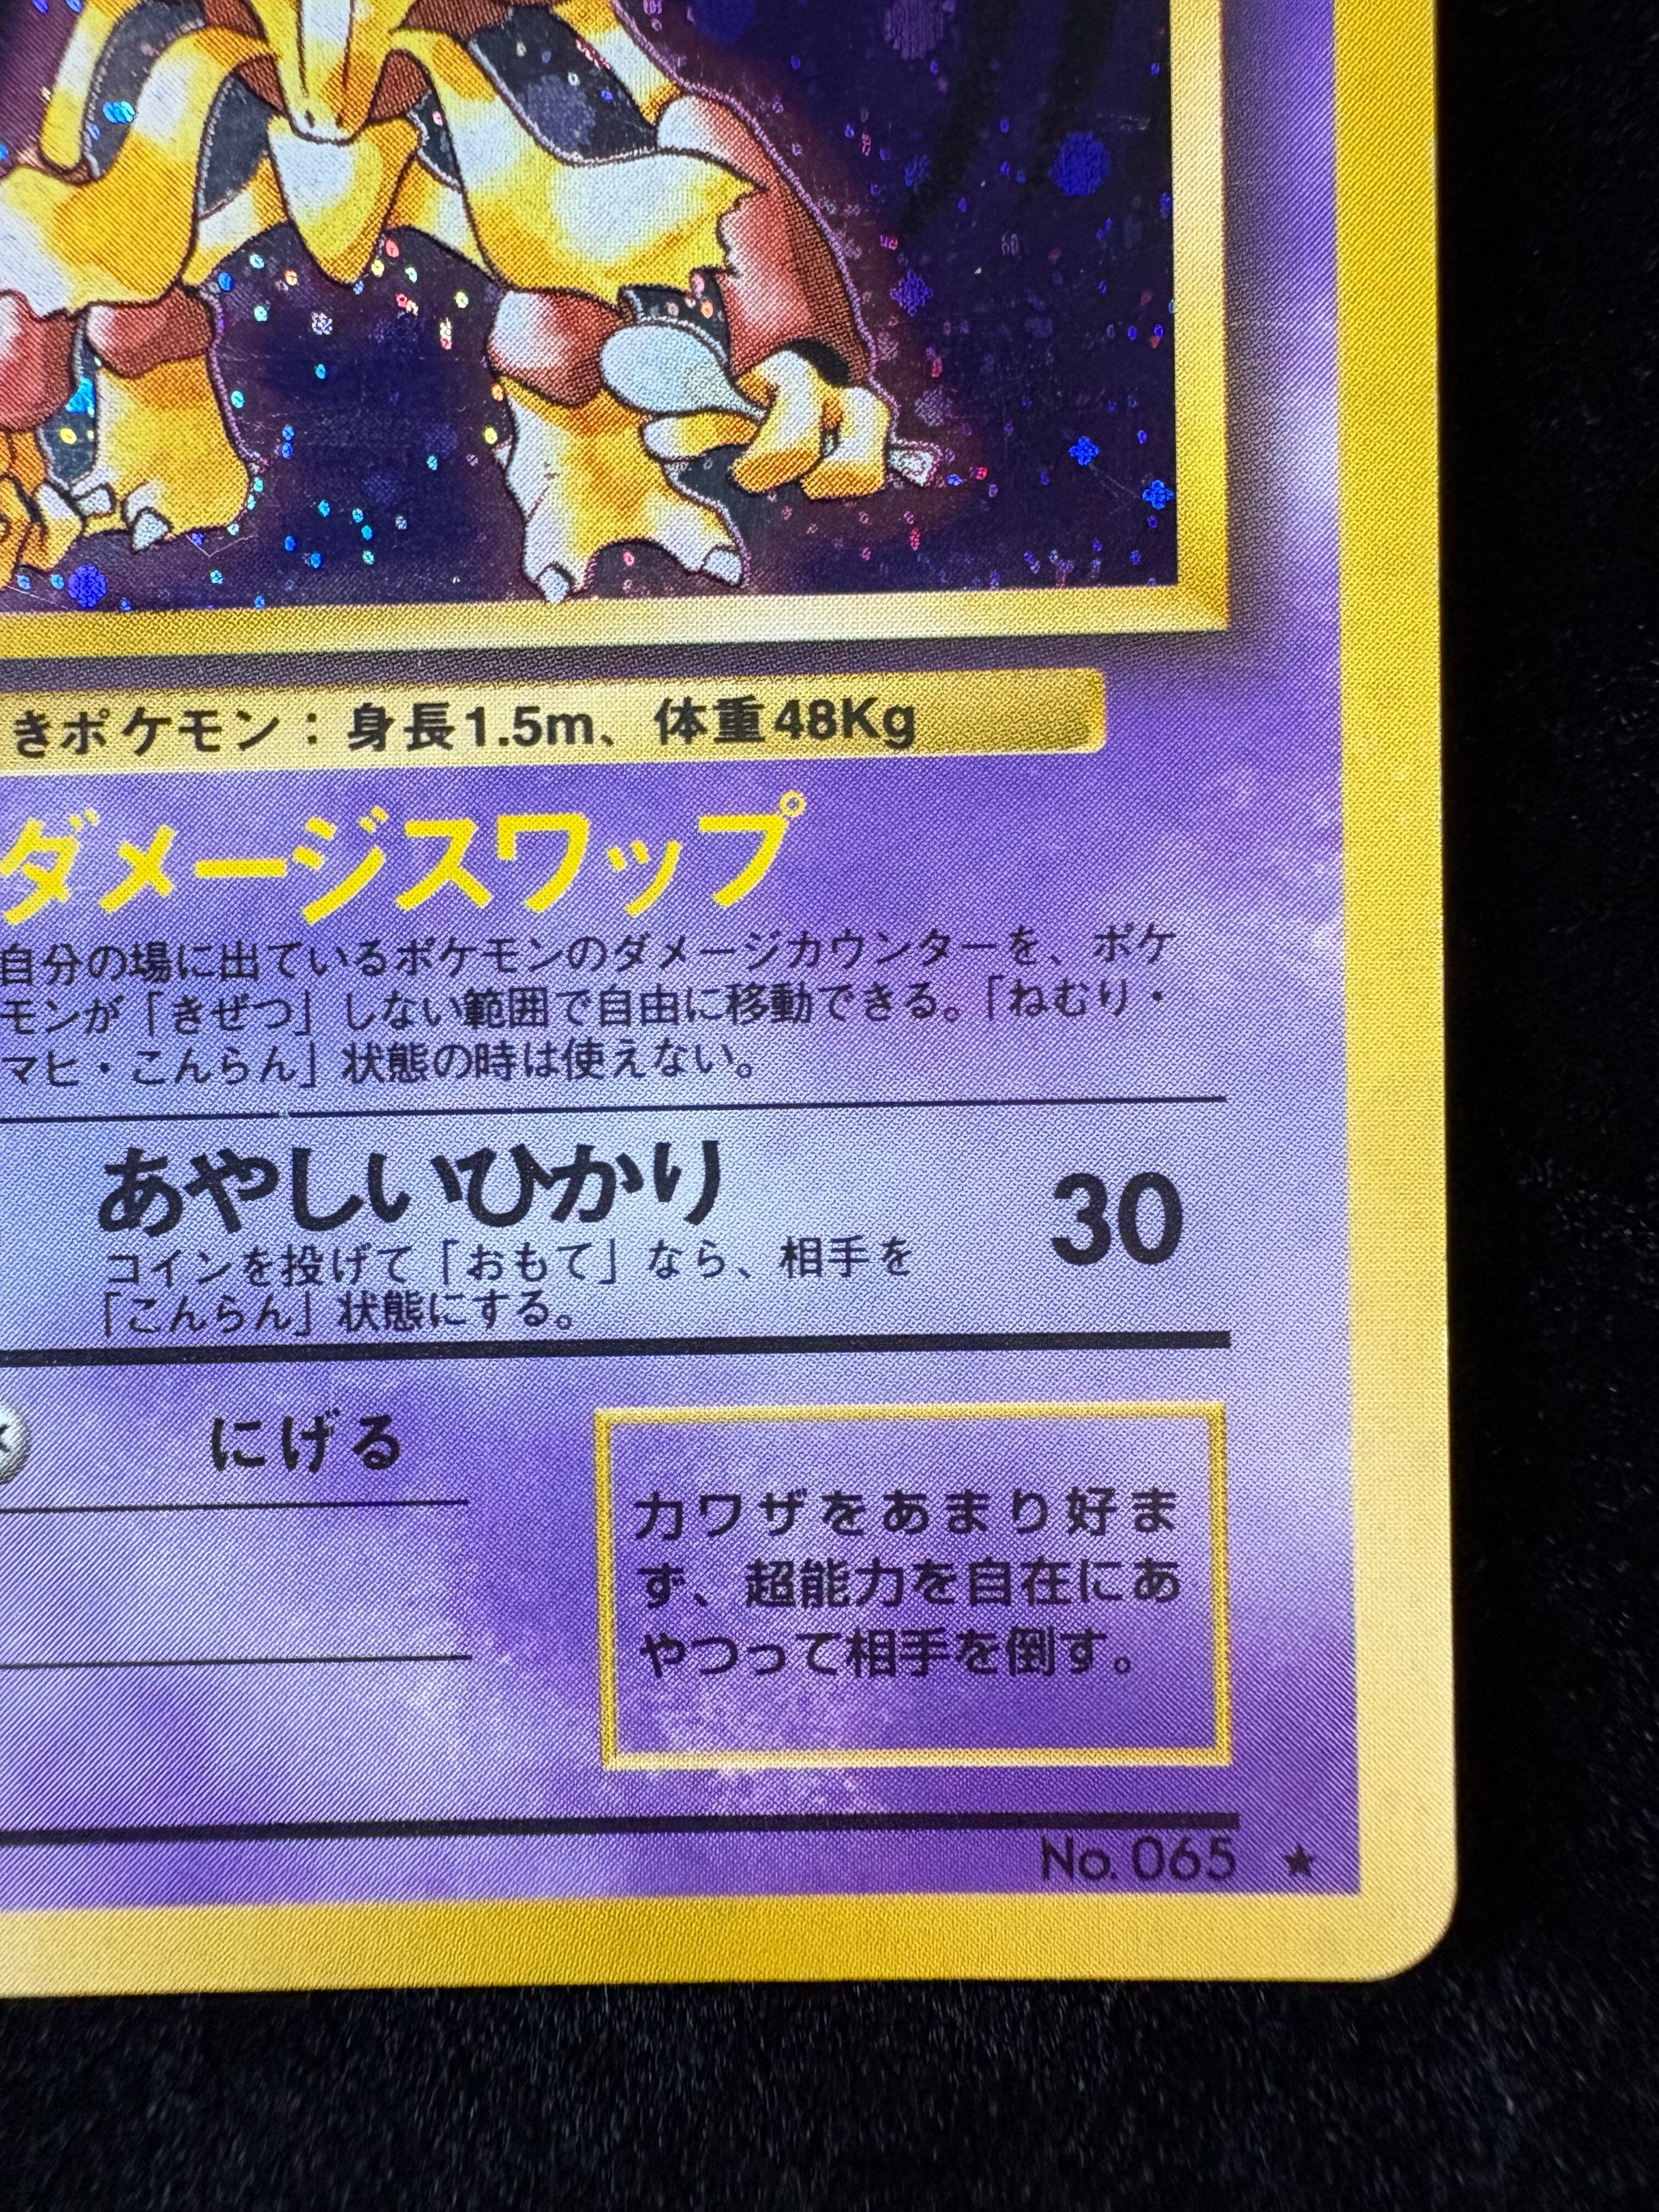 きポケモン：身長1.5m、体重48Kg
ダメージスワップ
自分の場に出ているポケモンのダメージカウンターを、ポケ
モンが「きぜつ」しない範囲で自由に移動できる。「ねむり・
マヒ・こんらん」状態の時は使えない。
あやしいひかり 30
コインを投げて「おもて」なら、相手を
「こんらん」状態にする。
にげる
力ワザをあまり好ま
ず、超能力を自在にあ
やつって相手を倒す。
No. 065 ★